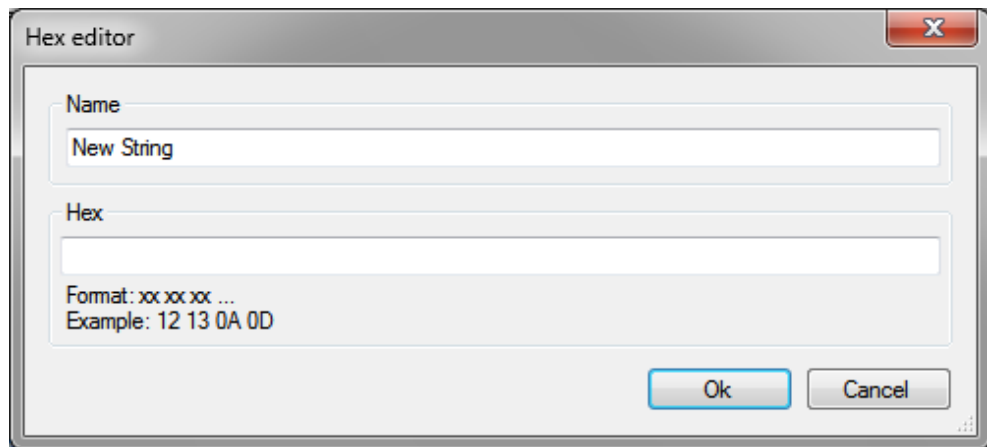 Hex editor
Name
New String
Hex
Format: xx xx xx ...
Example: 12 13 0A 0D
Ok Cancel